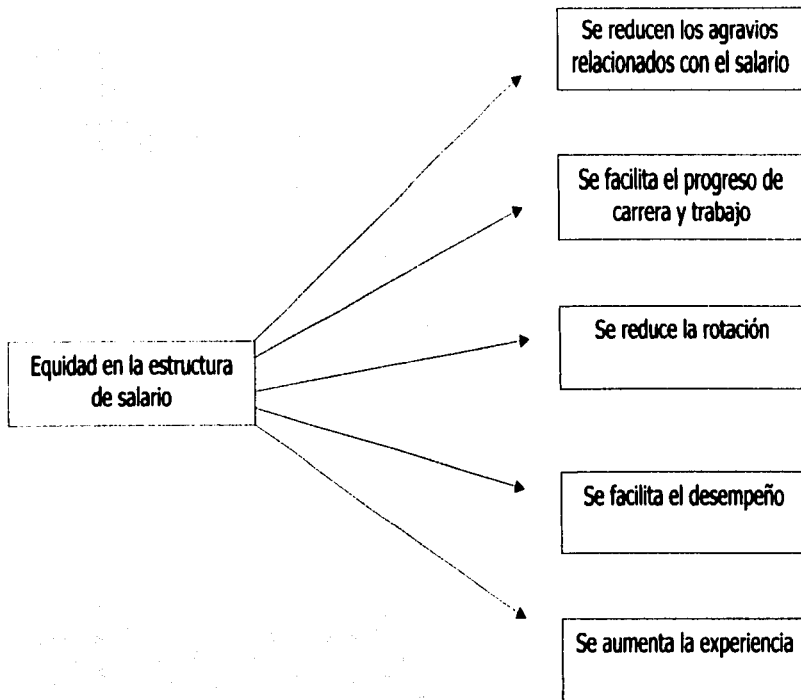 Se reducen los agravios
relacionados con el salario
Se facilita el progreso de
carrera y trabajo
Se reduce la rotación
Equidad en la estructura
de salario
Se facilita el desempeño
Se aumenta la experiencia